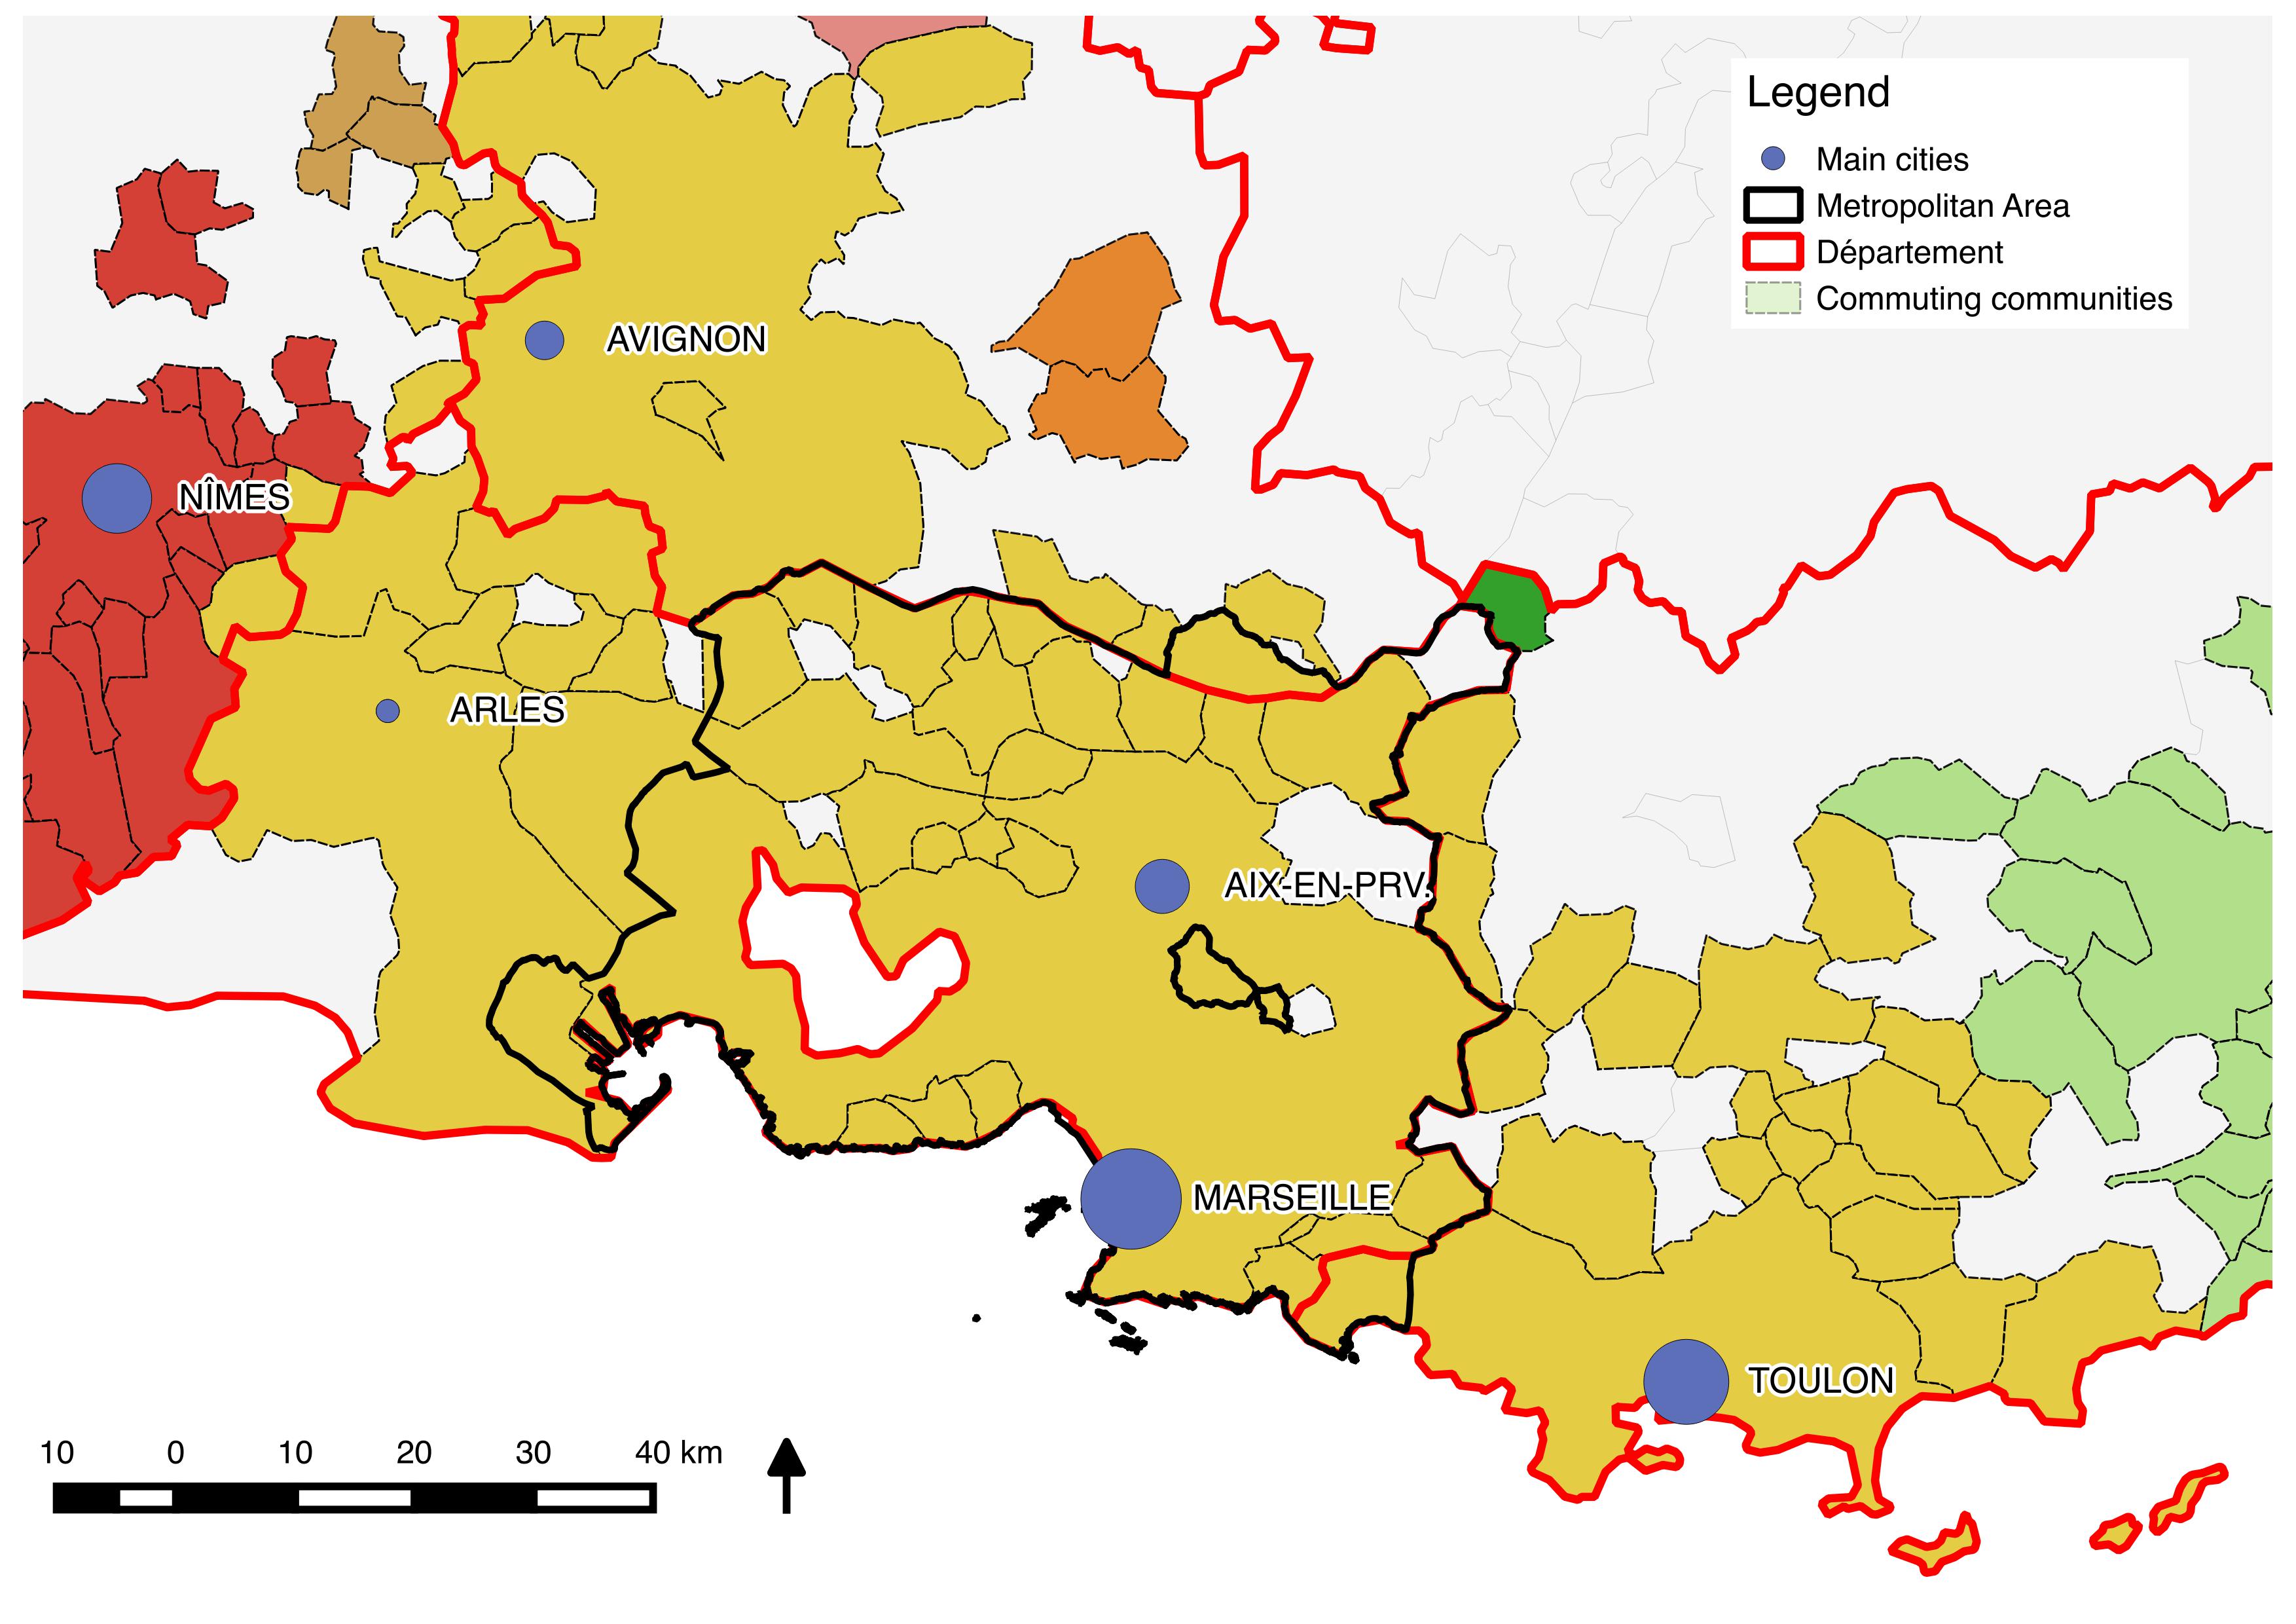 Legend
Main cities
Metropolitan Area
Département
Commuting communities
AVIGNON
NÎMES
ARLES
AIX-EN-PRV.
MARSEILLE
TOULON
10 0 10 20 30 40 km